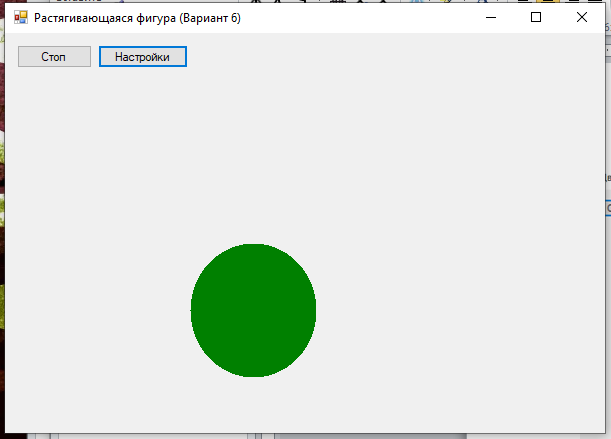 Растягивающаяся фигура (Вариант 6)
Стоп
Настройки